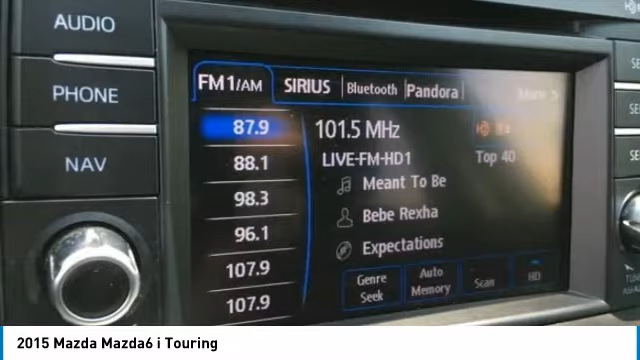 AUDIO
PHONE
NAV
FM1/AM SIRIUS Bluetooth Pandora More >
87.9
88.1
98.3
96.1
107.9
107.9
101.5 MHz
LIVE-FM-HD1 Top 40
Meant To Be
Bebe Rexha
Expectations
Genre Seek
Auto Memory
Scan
HD
2015 Mazda Mazda6 i Touring